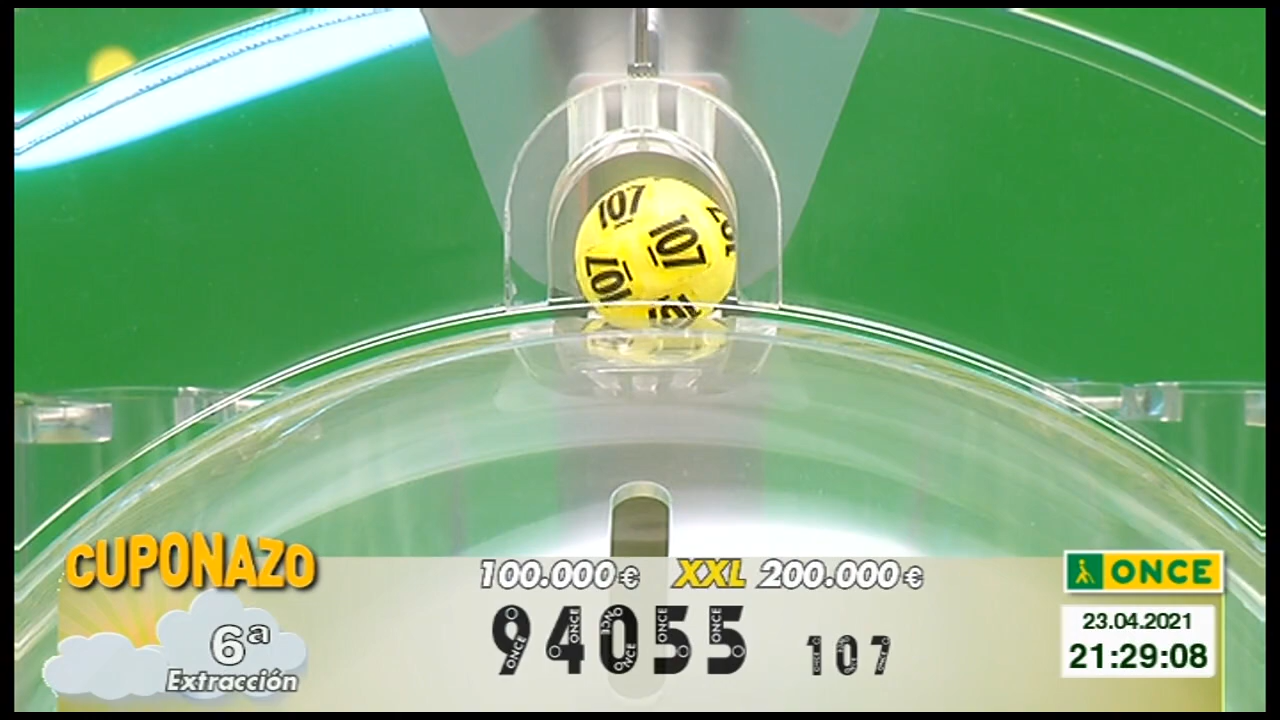 107
107
107
107
CUPONAZO
6ª
Extracción
100.000€ XXL 200.000€
94055 107
ONCE
23.04.2021
21:29:08